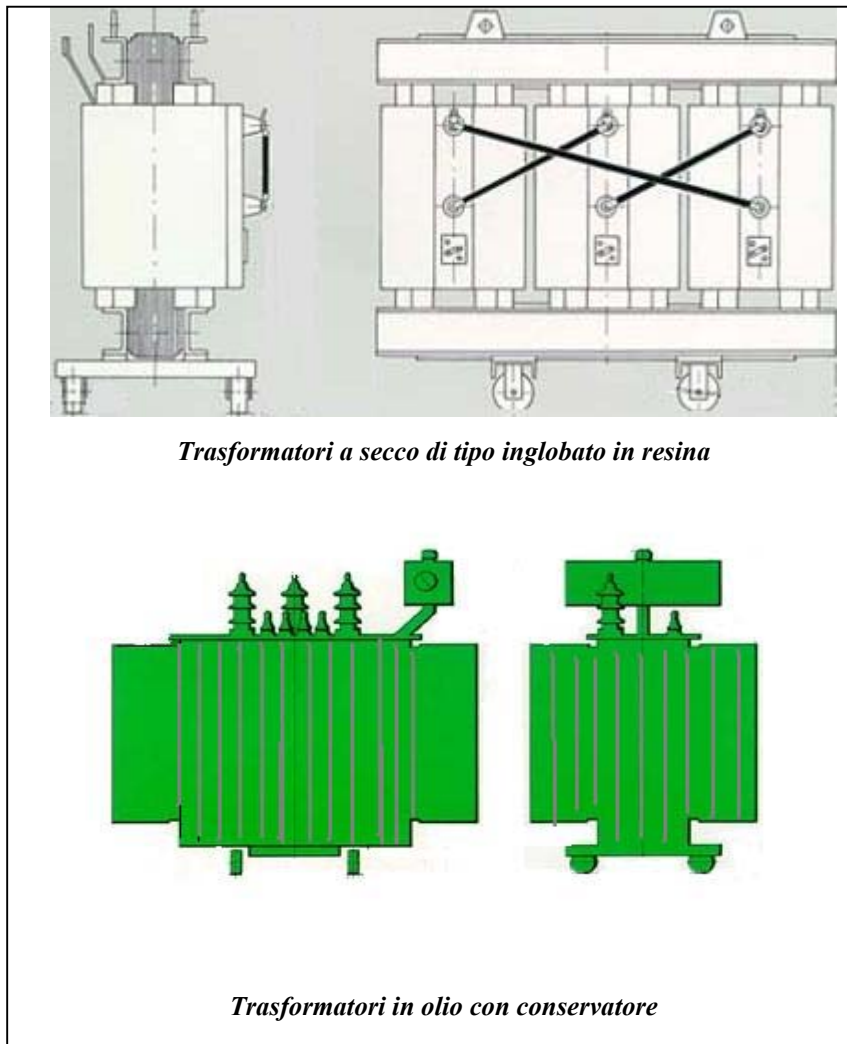 Trasformatori a secco di tipo inglobato in resina
Trasformatori in olio con conservatore